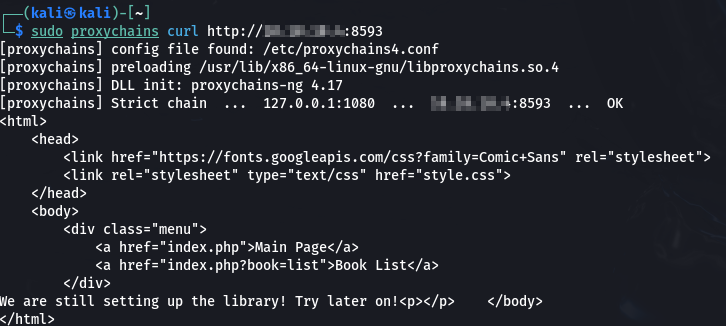 (kali㉿kali)-[~]
$ sudo proxychains curl http:// :8593
[proxychains] config file found: /etc/proxychains4.conf
[proxychains] preloading /usr/lib/x86_64-linux-gnu/libproxychains.so.4
[proxychains] DLL init: proxychains-ng 4.17
[proxychains] Strict chain  ...  127.0.0.1:1080  ...  :8593  ...  OK
<html>
    <head>
        <link href="https://fonts.googleapis.com/css?family=Comic+Sans" rel="stylesheet">
        <link rel="stylesheet" type="text/css" href="style.css">
    </head>
    <body>
        <div class="menu">
            <a href="index.php">Main Page</a>
            <a href="index.php?book=list">Book List</a>
        </div>
We are still setting up the library! Try later on!<p></p>    </body>
</html>